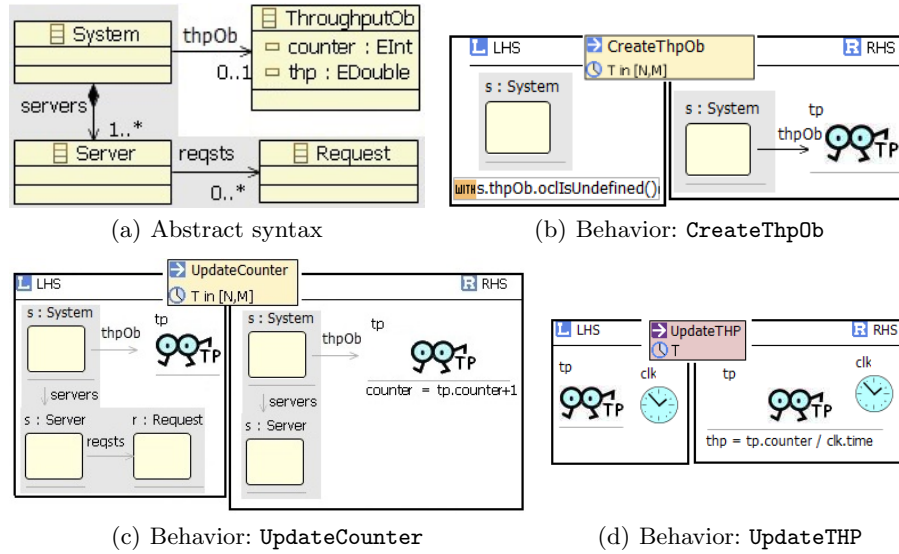 System
thpOb
0..1
ThroughputOb
counter : EInt
thp : EDouble
servers
1..*
Server
reqsts
0..*
Request
(a) Abstract syntax
L LHS
CreateThpOb
T in [N,M]
R RHS
s : System
WITH s.thpOb.oclIsUndefined()
s : System
thpOb
tp
TP
(b) Behavior: CreateThpOb
L LHS
UpdateCounter
T in [N,M]
R RHS
s : System
thpOb
tp
TP
servers
s : Server
reqsts
r : Request
s : System
thpOb
tp
TP
counter = tp.counter+1
servers
s : Server
(c) Behavior: UpdateCounter
L LHS
UpdateTHP
T
R RHS
tp
TP
clk
tp
TP
clk
thp = tp.counter / clk.time
(d) Behavior: UpdateTHP